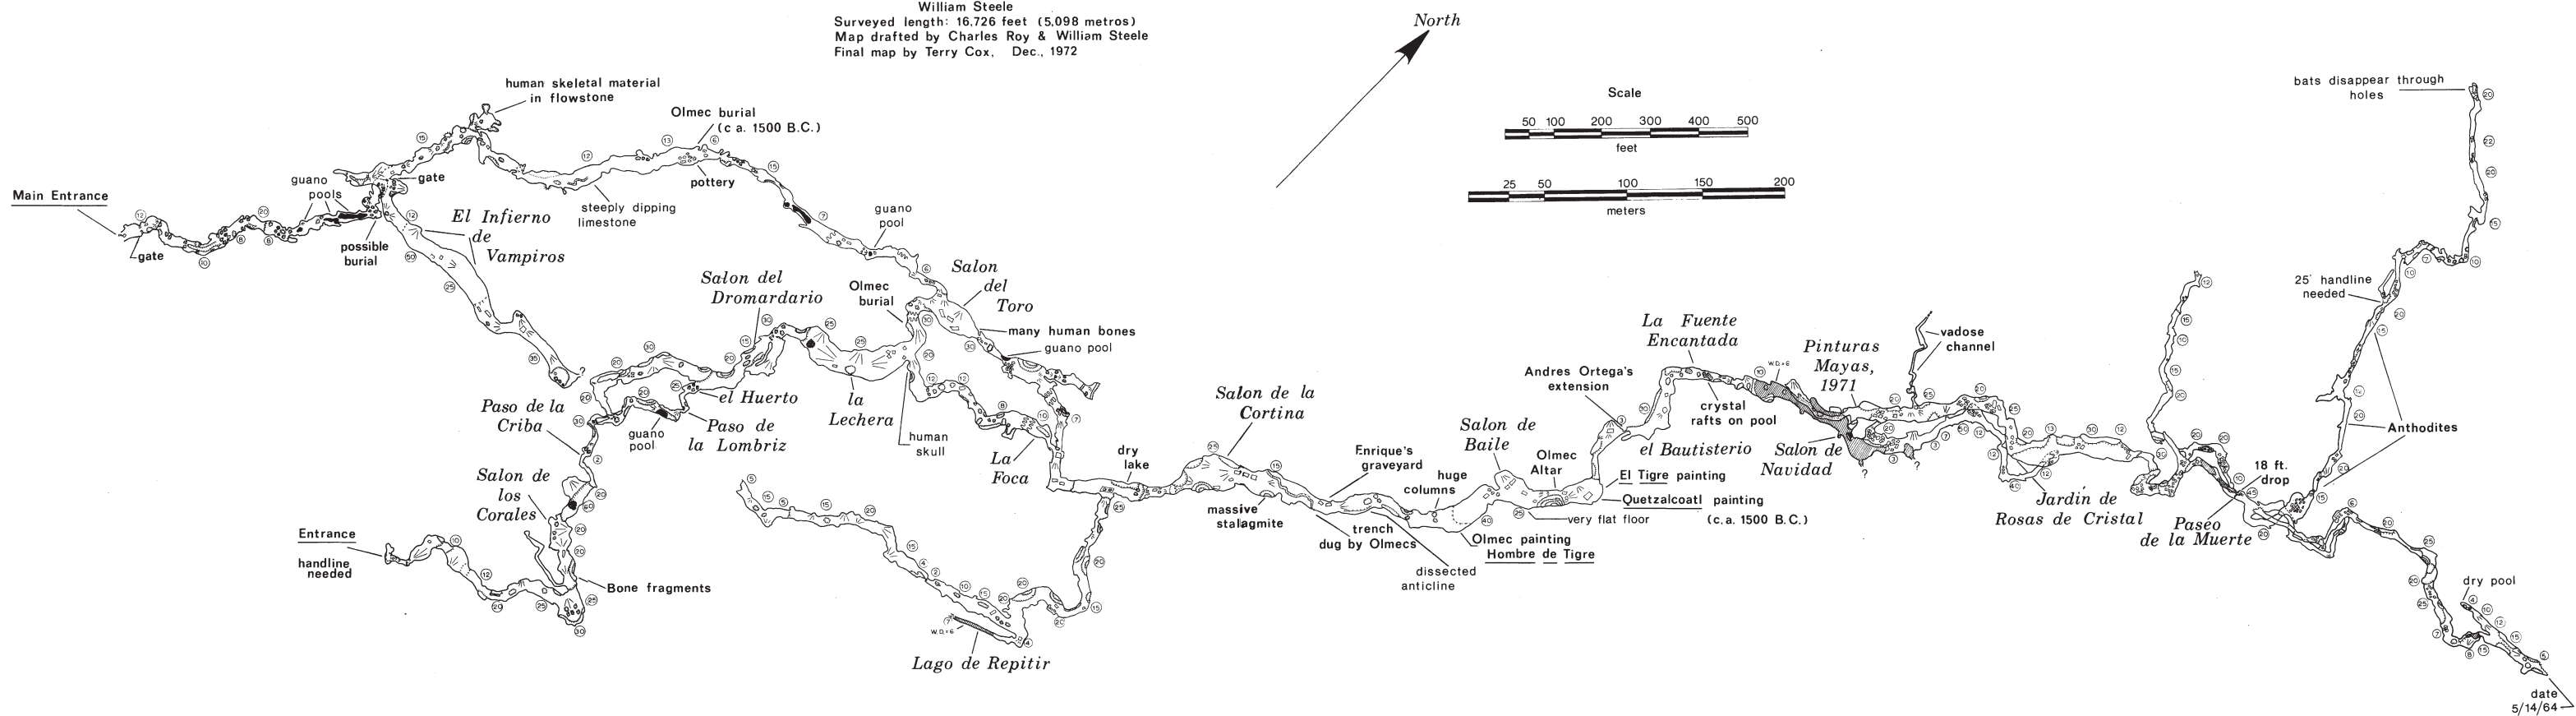 William Steele
Surveyed length: 16,726 feet (5,098 metros)
Map drafted by Charles Roy & William Steele
Final map by Terry Cox, Dec., 1972
North
Scale
50 100 200 300 400 500
feet
25 50 100 150 200
meters
human skeletal material
in flowstone
Olmec burial
(c a. 1500 B.C.)
Main Entrance
gate
guano
pools
gate
possible
burial
El Infierno
de
Vampiros
steeply dipping
limestone
pottery
guano
pool
Salon
del
Toro
many human bones
guano pool
Olmec
burial
Salon del
Dromardario
la
Lechera
human
skull
el Huerto
Paso de
la Lombriz
guano
pool
Paso de la
Criba
Salon de
los
Corales
Entrance
handline
needed
Bone fragments
La
Foca
dry
lake
W.D.=6
Lago de Repitir
Salon de la
Cortina
massive
stalagmite
Enrique's
graveyard
trench
dug by Olmecs
dissected
anticline
huge
columns
Salon de
Baile
Olmec
Altar
Olmec painting
Hombre de Tigre
very flat floor
El Tigre painting
Quetzalcoatl painting
(c.a. 1500 B.C.)
Andres Ortega's
extension
el Bautisterio
La Fuente
Encantada
crystal
rafts on pool
W.D.=6
Pinturas
Mayas,
1971
Salon de
Navidad
?
?
?
vadose
channel
Jardín de
Rosas de Cristal
Paseo
de la Muerte
18 ft.
drop
Anthodites
25' handline
needed
bats disappear through
holes
dry pool
date
5/14/64